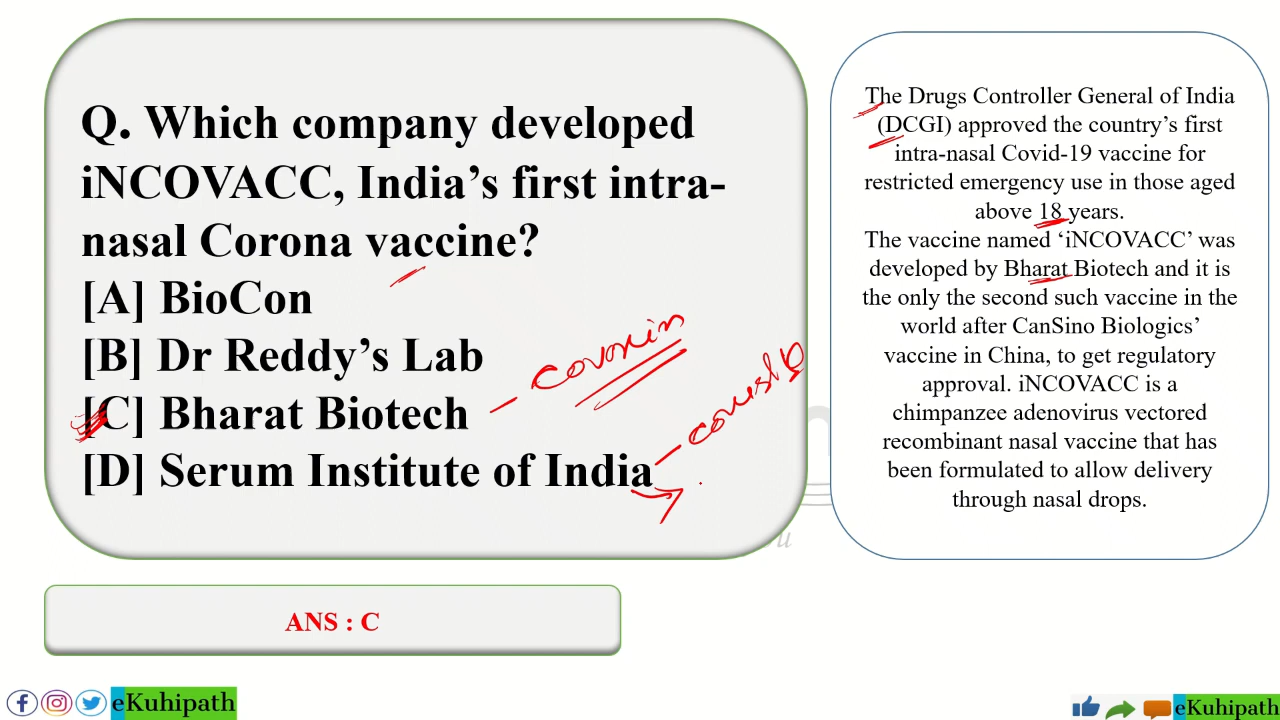 Q. Which company developed
iNCOVACC, India’s first intra-
nasal Corona vaccine?
[A] BioCon
[B] Dr Reddy’s Lab
[C] Bharat Biotech
[D] Serum Institute of India
ANS : C
The Drugs Controller General of India
(DCGI) approved the country’s first
intra-nasal Covid-19 vaccine for
restricted emergency use in those aged
above 18 years.
The vaccine named ‘iNCOVACC’ was
developed by Bharat Biotech and it is
the only the second such vaccine in the
world after CanSino Biologics’
vaccine in China, to get regulatory
approval. iNCOVACC is a
chimpanzee adenovirus vectored
recombinant nasal vaccine that has
been formulated to allow delivery
through nasal drops.
eKuhipath
eKuhipath